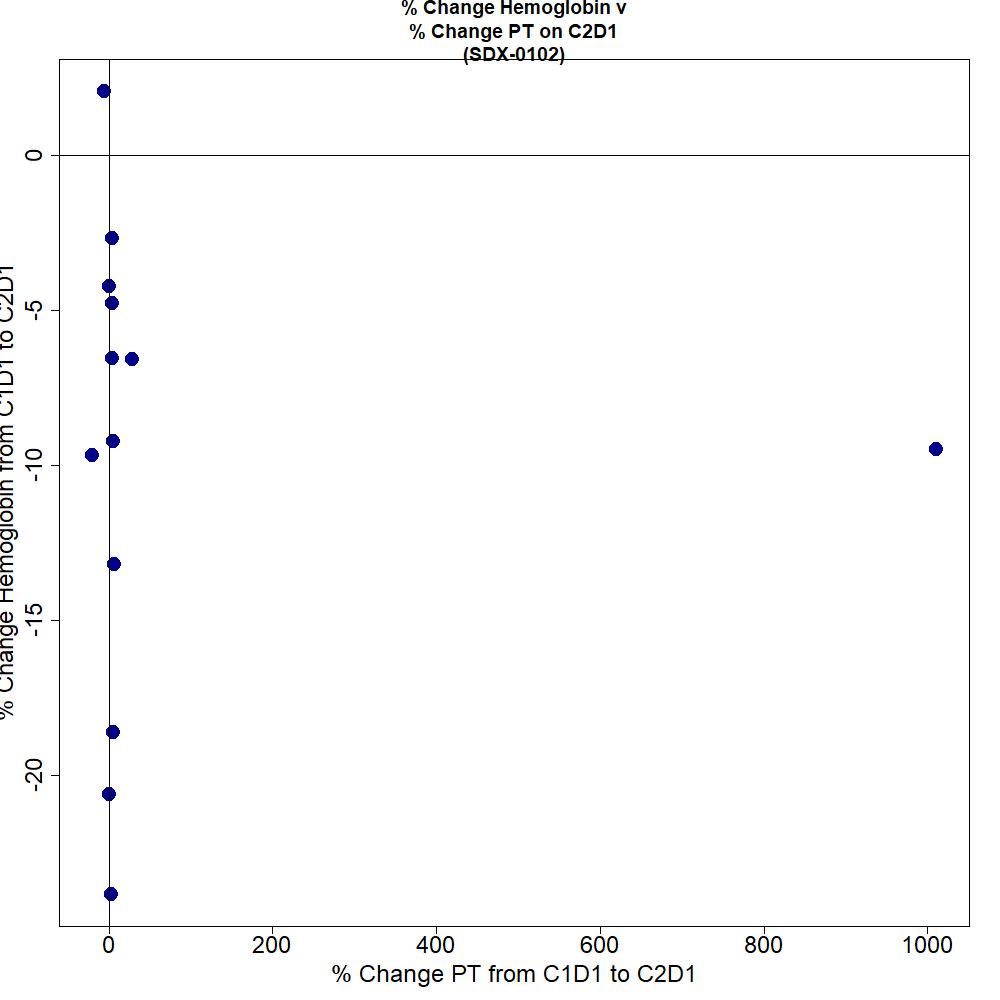 % Change Hemoglobin v
% Change PT on C2D1
(SDX-0102)
% Change Hemoglobin from C1D1 to C2D1
0
-5
-10
-15
-20
0 200 400 600 800 1000
% Change PT from C1D1 to C2D1